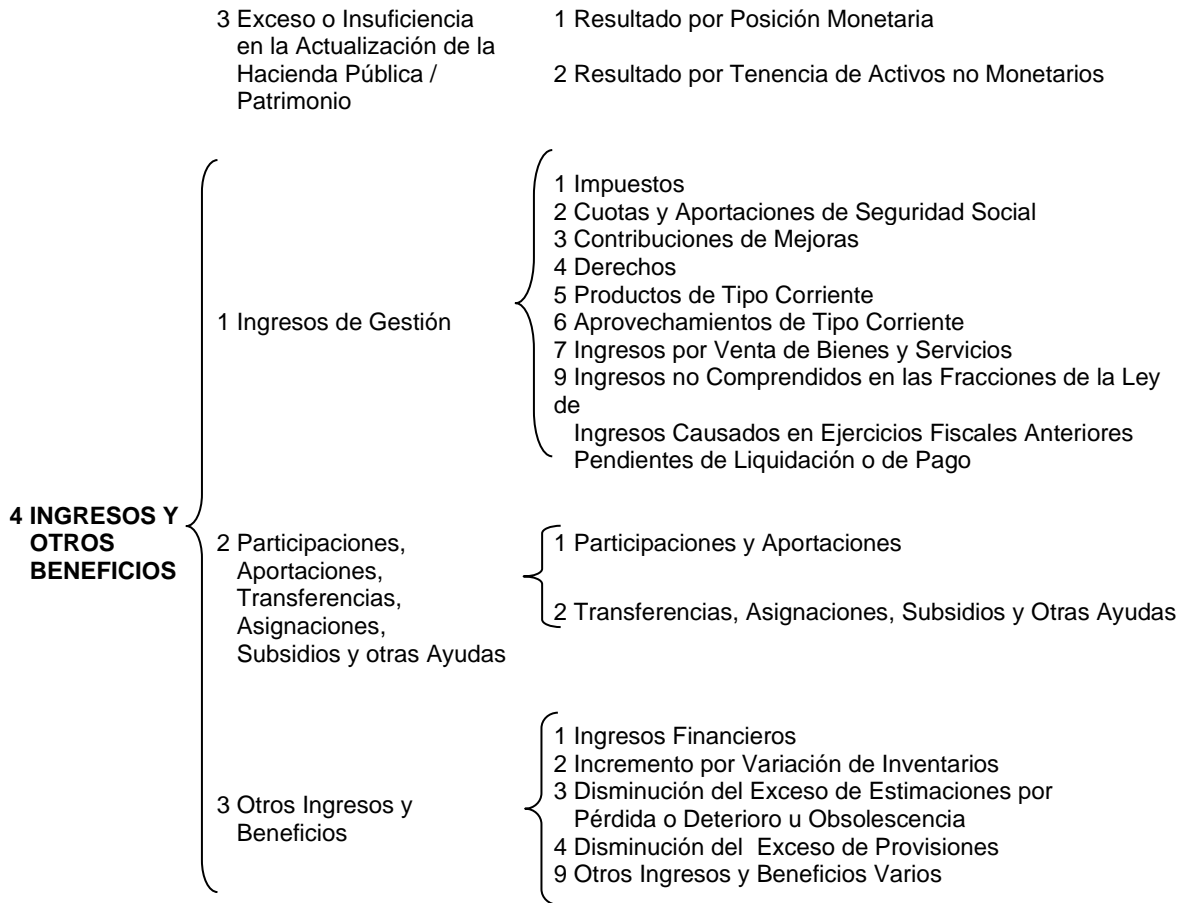 3 Exceso o Insuficiencia
en la Actualización de la
Hacienda Pública /
Patrimonio
1 Resultado por Posición Monetaria
2 Resultado por Tenencia de Activos no Monetarios
4 INGRESOS Y
OTROS
BENEFICIOS
1 Ingresos de Gestión
1 Impuestos
2 Cuotas y Aportaciones de Seguridad Social
3 Contribuciones de Mejoras
4 Derechos
5 Productos de Tipo Corriente
6 Aprovechamientos de Tipo Corriente
7 Ingresos por Venta de Bienes y Servicios
9 Ingresos no Comprendidos en las Fracciones de la Ley
de
Ingresos Causados en Ejercicios Fiscales Anteriores
Pendientes de Liquidación o de Pago
2 Participaciones,
Aportaciones,
Transferencias,
Asignaciones,
Subsidios y otras Ayudas
1 Participaciones y Aportaciones
2 Transferencias, Asignaciones, Subsidios y Otras Ayudas
3 Otros Ingresos y
Beneficios
1 Ingresos Financieros
2 Incremento por Variación de Inventarios
3 Disminución del Exceso de Estimaciones por
Pérdida o Deterioro u Obsolescencia
4 Disminución del  Exceso de Provisiones
9 Otros Ingresos y Beneficios Varios